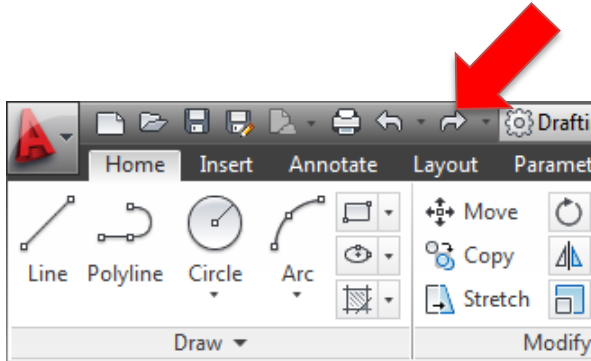 Drafti
Home Insert Annotate Layout Paramet
Move
Copy
Line Polyline Circle Arc
Stretch
Draw Modify